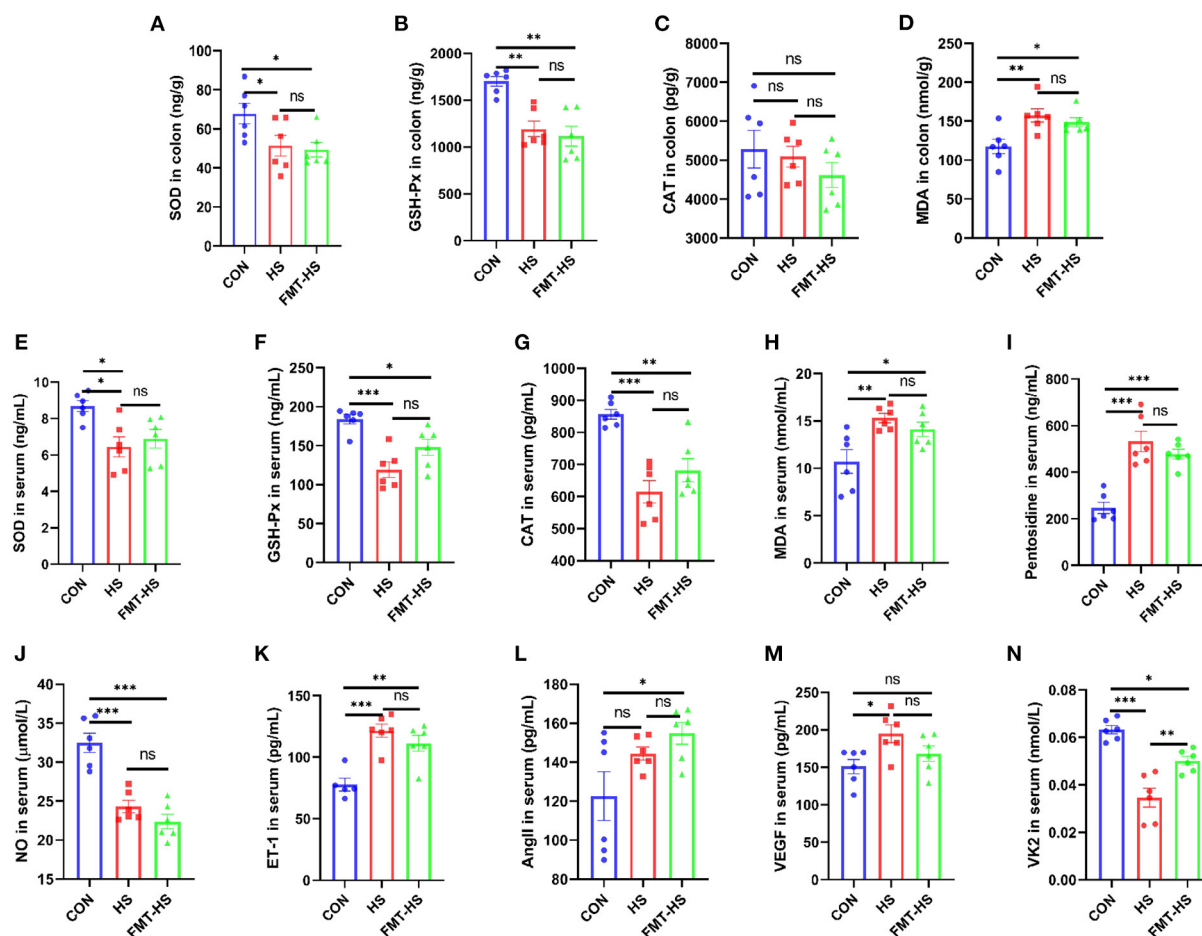 A
SOD in colon (ng/g)
100
80
60
40
20
0
*
*
ns
CON
HS
FMT-HS
B
GSH-Px in colon (ng/g)
2000
1500
1000
500
0
**
**
ns
CON
HS
FMT-HS
C
CAT in colon (pg/g)
8000
7000
6000
5000
4000
3000
ns
ns
ns
CON
HS
FMT-HS
D
MDA in colon (nmol/g)
250
200
150
100
50
0
*
**
ns
CON
HS
FMT-HS
E
SOD in serum (ng/mL)
10
8
6
4
2
0
*
*
ns
CON
HS
FMT-HS
F
GSH-Px in serum (ng/mL)
250
200
150
100
50
0
*
***
ns
CON
HS
FMT-HS
G
CAT in serum (pg/mL)
1000
900
800
700
600
500
400
**
***
ns
CON
HS
FMT-HS
H
MDA in serum (nmol/mL)
20
15
10
5
0
*
**
ns
CON
HS
FMT-HS
I
Pentosidine in serum (ng/mL)
800
600
400
200
0
***
***
ns
CON
HS
FMT-HS
J
NO in serum (μmol/L)
40
35
30
25
20
15
***
***
ns
CON
HS
FMT-HS
K
ET-1 in serum (pg/mL)
150
100
50
0
**
***
ns
CON
HS
FMT-HS
L
AngII in serum (pg/mL)
180
160
140
120
100
80
*
ns
ns
CON
HS
FMT-HS
M
VEGF in serum (pg/mL)
300
250
200
150
100
50
0
ns
*
ns
CON
HS
FMT-HS
N
VK2 in serum (nmol/L)
0.08
0.06
0.04
0.02
0.00
*
***
**
CON
HS
FMT-HS